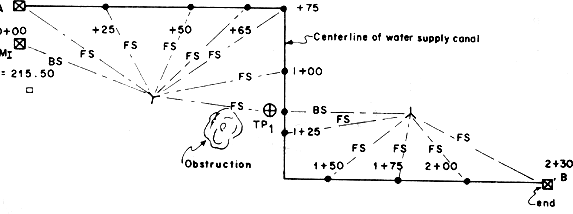 A
+25
+50
+65
+75
0+00
FS
FS
FS
FS
FS
Centerline of water supply canal
M1
BS
FS
1+00
= 215.50
FS
BS
TP1
FS
1+25
FS
FS
FS
FS
Obstruction
1+50
1+75
2+00
2+30
B
end